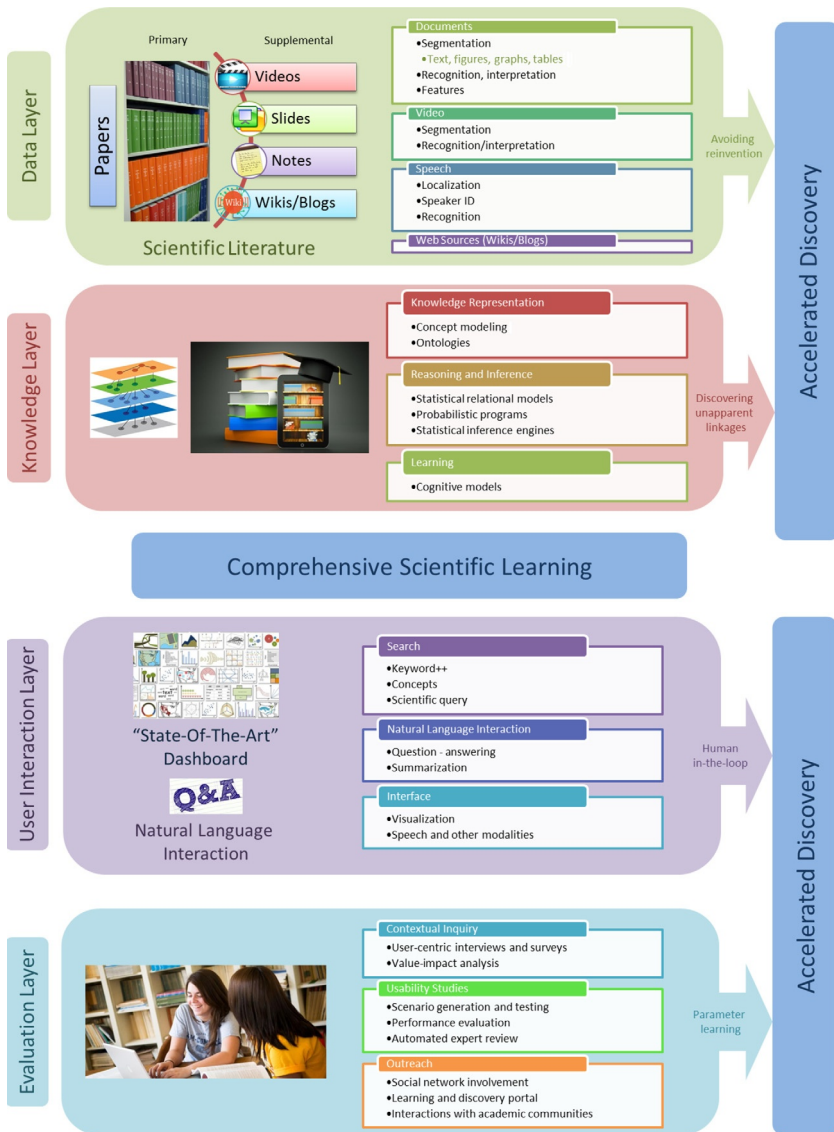 Data Layer
Primary
Supplemental
Papers
Videos
Slides
Notes
Wiki
Wikis/Blogs
Scientific Literature
Documents
•Segmentation
•Text, figures, graphs, tables
•Recognition, interpretation
•Features
Video
•Segmentation
•Recognition/interpretation
Speech
•Localization
•Speaker ID
•Recognition
Web Sources (Wikis/Blogs)
Avoiding
reinvention
Accelerated Discovery
Knowledge Layer
Knowledge Representation
•Concept modeling
•Ontologies
Reasoning and Inference
•Statistical relational models
•Probabilistic programs
•Statistical inference engines
Learning
•Cognitive models
Discovering
unapparent
linkages
Comprehensive Scientific Learning
User Interaction Layer
“State-Of-The-Art”
Dashboard
Q&A
Natural Language
Interaction
Search
•Keyword++
•Concepts
•Scientific query
Natural Language Interaction
•Question - answering
•Summarization
Interface
•Visualization
•Speech and other modalities
Human
in-the-loop
Accelerated Discovery
Evaluation Layer
Contextual Inquiry
•User-centric interviews and surveys
•Value-impact analysis
Usability Studies
•Scenario generation and testing
•Performance evaluation
•Automated expert review
Outreach
•Social network involvement
•Learning and discovery portal
•Interactions with academic communities
Parameter
learning